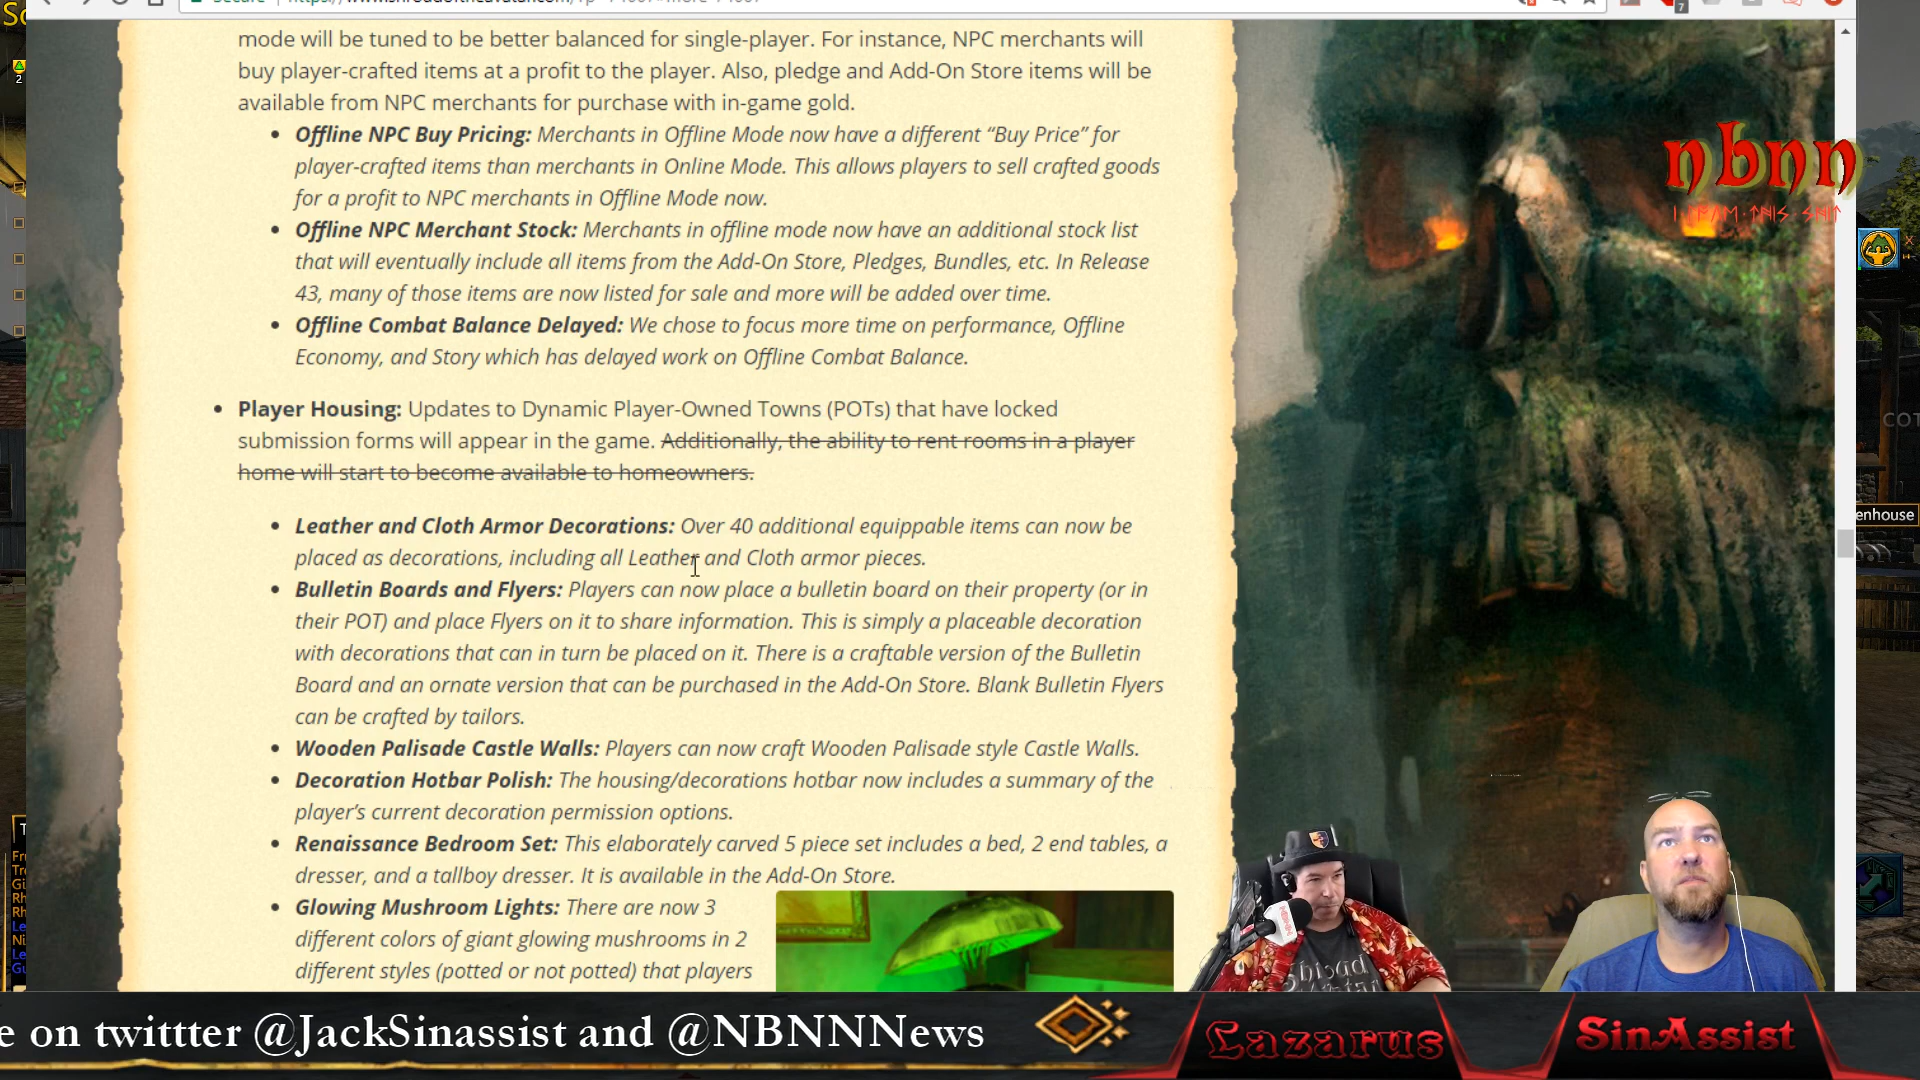 Secure
7
mode will be tuned to be better balanced for single-player. For instance, NPC merchants will
buy player-crafted items at a profit to the player. Also, pledge and Add-On Store items will be
available from NPC merchants for purchase with in-game gold.
Offline NPC Buy Pricing: Merchants in Offline Mode now have a different “Buy Price” for
player-crafted items than merchants in Online Mode. This allows players to sell crafted goods
for a profit to NPC merchants in Offline Mode now.
Offline NPC Merchant Stock: Merchants in offline mode now have an additional stock list
that will eventually include all items from the Add-On Store, Pledges, Bundles, etc. In Release
43, many of those items are now listed for sale and more will be added over time.
Offline Combat Balance Delayed: We chose to focus more time on performance, Offline
Economy, and Story which has delayed work on Offline Combat Balance.
Player Housing: Updates to Dynamic Player-Owned Towns (POTs) that have locked
submission forms will appear in the game. Additionally, the ability to rent rooms in a player
home will start to become available to homeowners.
Leather and Cloth Armor Decorations: Over 40 additional equippable items can now be
placed as decorations, including all Leather and Cloth armor pieces.
Bulletin Boards and Flyers: Players can now place a bulletin board on their property (or in
their POT) and place Flyers on it to share information. This is simply a placeable decoration
with decorations that can in turn be placed on it. There is a craftable version of the Bulletin
Board and an ornate version that can be purchased in the Add-On Store. Blank Bulletin Flyers
can be crafted by tailors.
Wooden Palisade Castle Walls: Players can now craft Wooden Palisade style Castle Walls.
Decoration Hotbar Polish: The housing/decorations hotbar now includes a summary of the
player’s current decoration permission options.
Renaissance Bedroom Set: This elaborately carved 5 piece set includes a bed, 2 end tables, a
dresser, and a tallboy dresser. It is available in the Add-On Store.
Glowing Mushroom Lights: There are now 3
different colors of giant glowing mushrooms in 2
different styles (potted or not potted) that players
nbnn
enhouse
2
e on twittter @JackSinassist and @NBNNNews
Lazarus
SinAssist